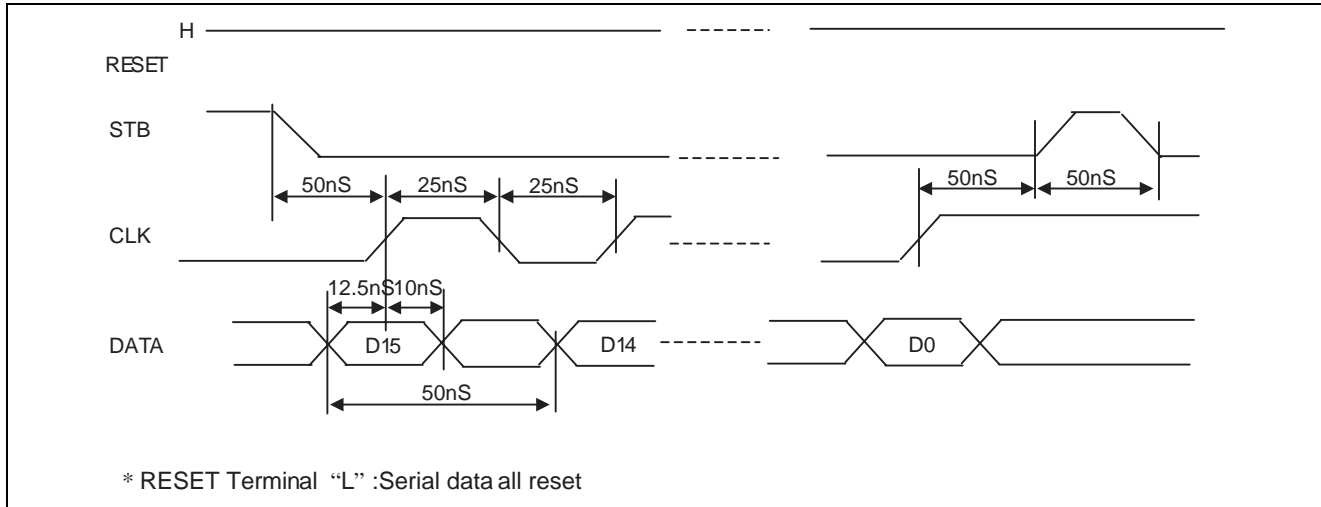 H
RESET
STB
50nS 25nS 25nS 50nS 50nS
CLK
12.5nS 10nS
DATA D15 D14 D0
50nS
* RESET Terminal “L” :Serial data all reset